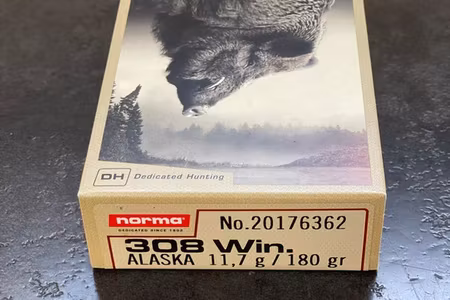 DH Dedicated Hunting
norma
DEDICATED SINCE 1902
No.20176362
308 Win.
ALASKA 11,7 g / 180 gr